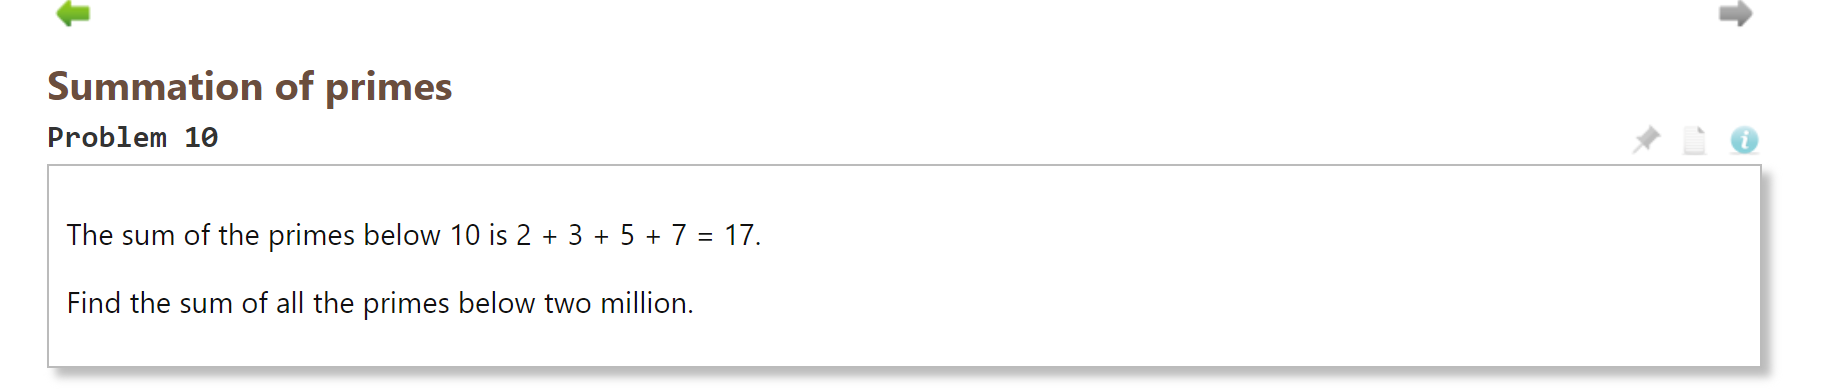 Summation of primes
Problem 10
The sum of the primes below 10 is 2 + 3 + 5 + 7 = 17.
Find the sum of all the primes below two million.